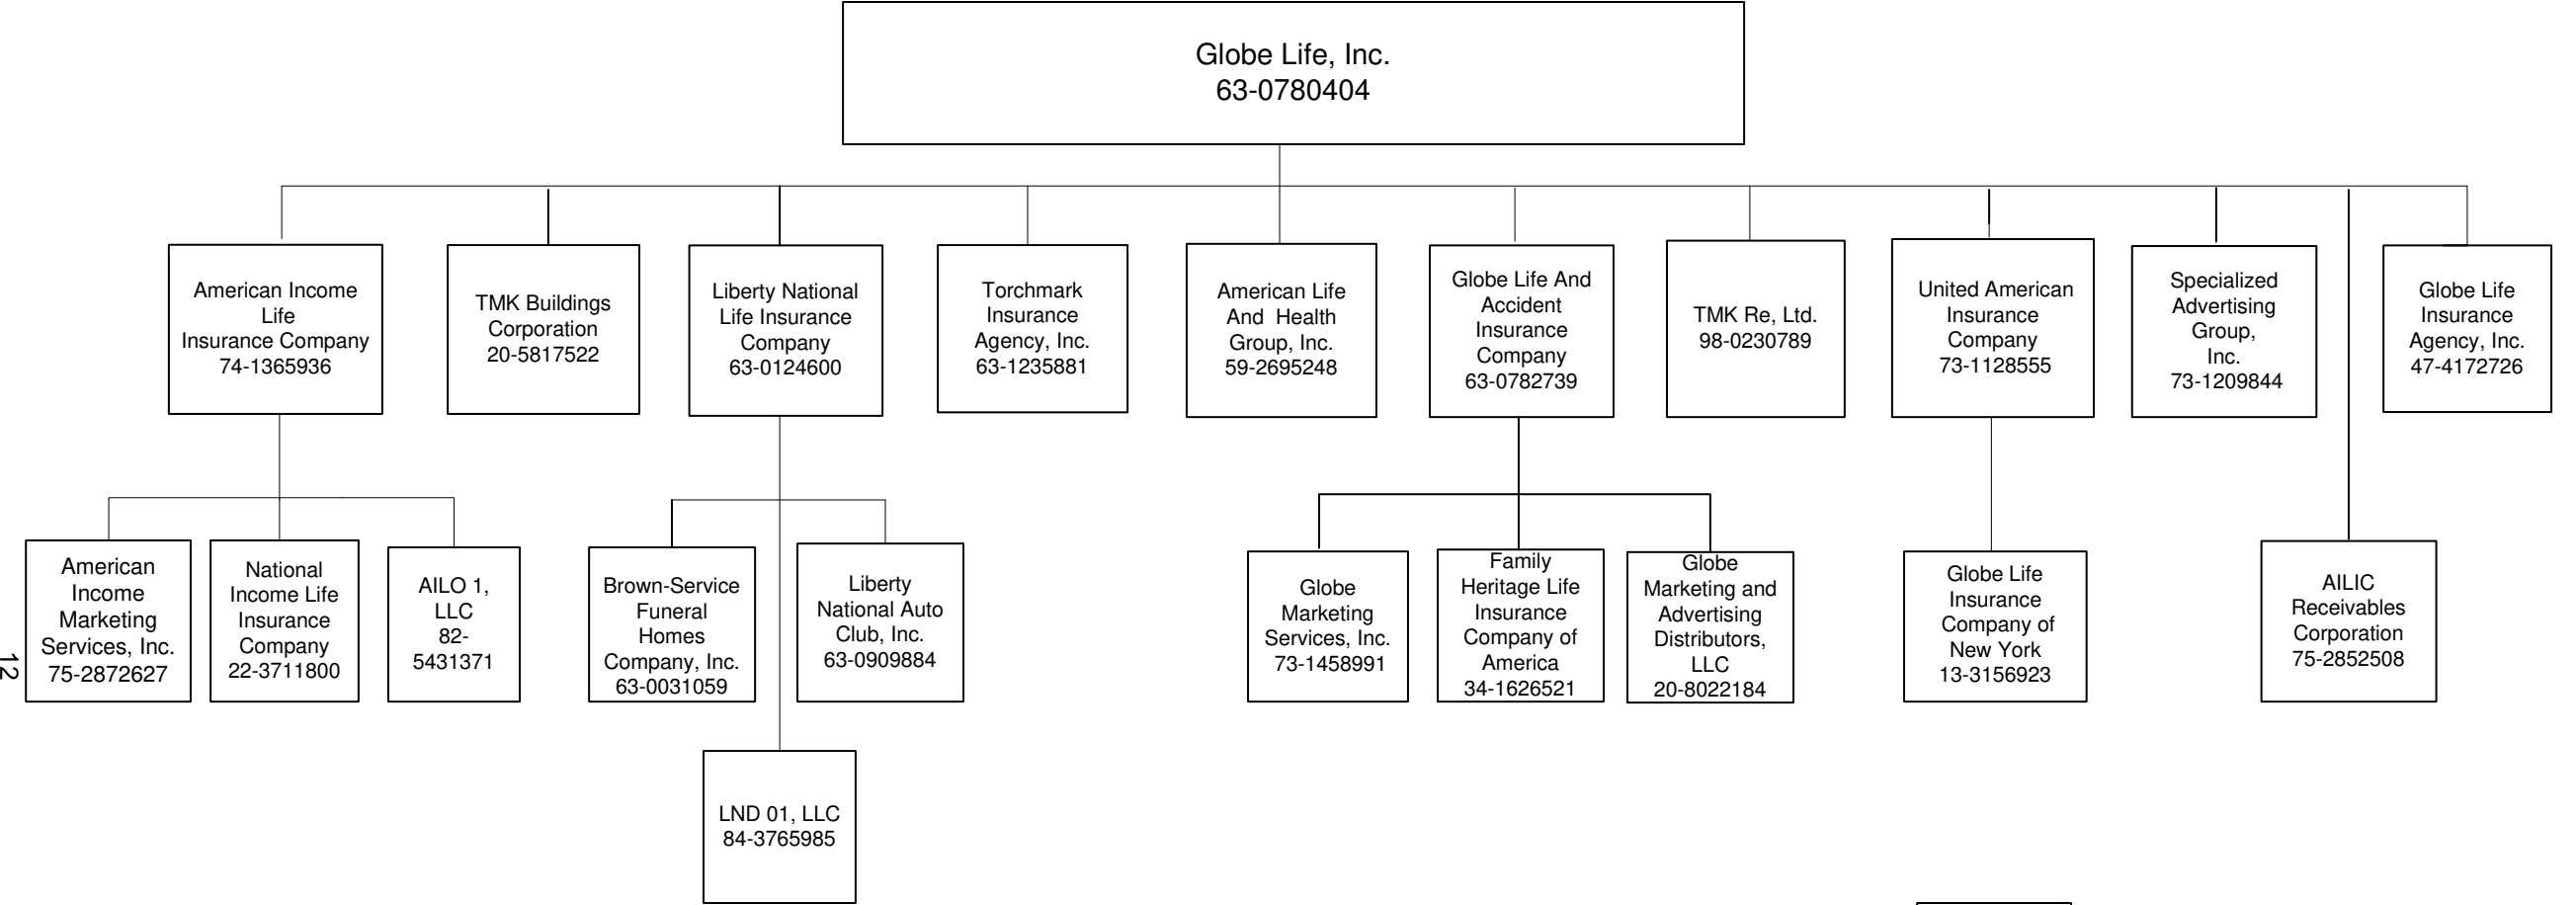 Globe Life, Inc.
63-0780404
American Income
Life
Insurance Company
74-1365936
TMK Buildings
Corporation
20-5817522
Liberty National
Life Insurance
Company
63-0124600
Torchmark
Insurance
Agency, Inc.
63-1235881
American Life
And Health
Group, Inc.
59-2695248
Globe Life And
Accident
Insurance
Company
63-0782739
TMK Re, Ltd.
98-0230789
United American
Insurance
Company
73-1128555
Specialized
Advertising
Group,
Inc.
73-1209844
Globe Life
Insurance
Agency, Inc.
47-4172726
American
Income
Marketing
Services, Inc.
75-2872627
National
Income Life
Insurance
Company
22-3711800
AILO 1,
LLC
82-
5431371
Brown-Service
Funeral
Homes
Company, Inc.
63-0031059
Liberty
National Auto
Club, Inc.
63-0909884
Globe
Marketing
Services, Inc.
73-1458991
Family
Heritage Life
Insurance
Company of
America
34-1626521
Globe
Marketing and
Advertising
Distributors,
LLC
20-8022184
Globe Life
Insurance
Company of
New York
13-3156923
AILIC
Receivables
Corporation
75-2852508
LND 01, LLC
84-3765985
12